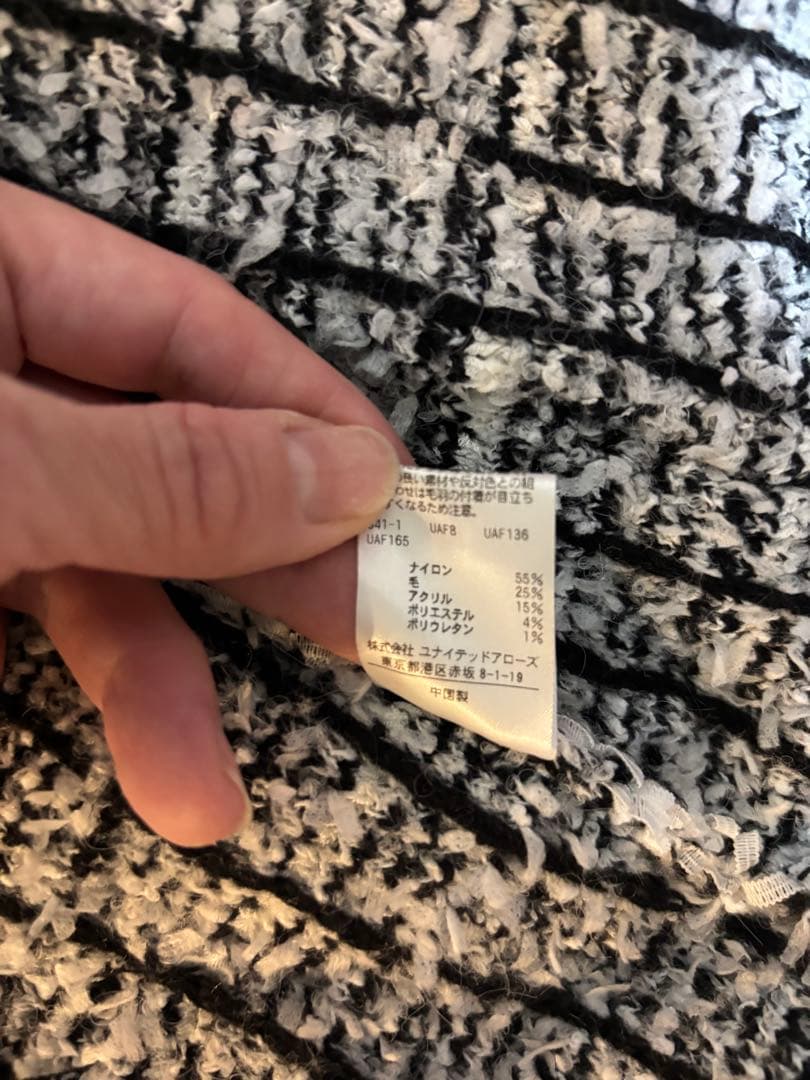 の良い素材や反対色との組
わせは毛羽の付着が目立ち
すくなるため注意。
041-1 UAF8 UAF136
UAF165
ナイロン 55%
毛 25%
アクリル 15%
ポリエステル 4%
ポリウレタン 1%
株式会社 ユナイテッドアローズ
東京都港区赤坂 8-1-19
中国製